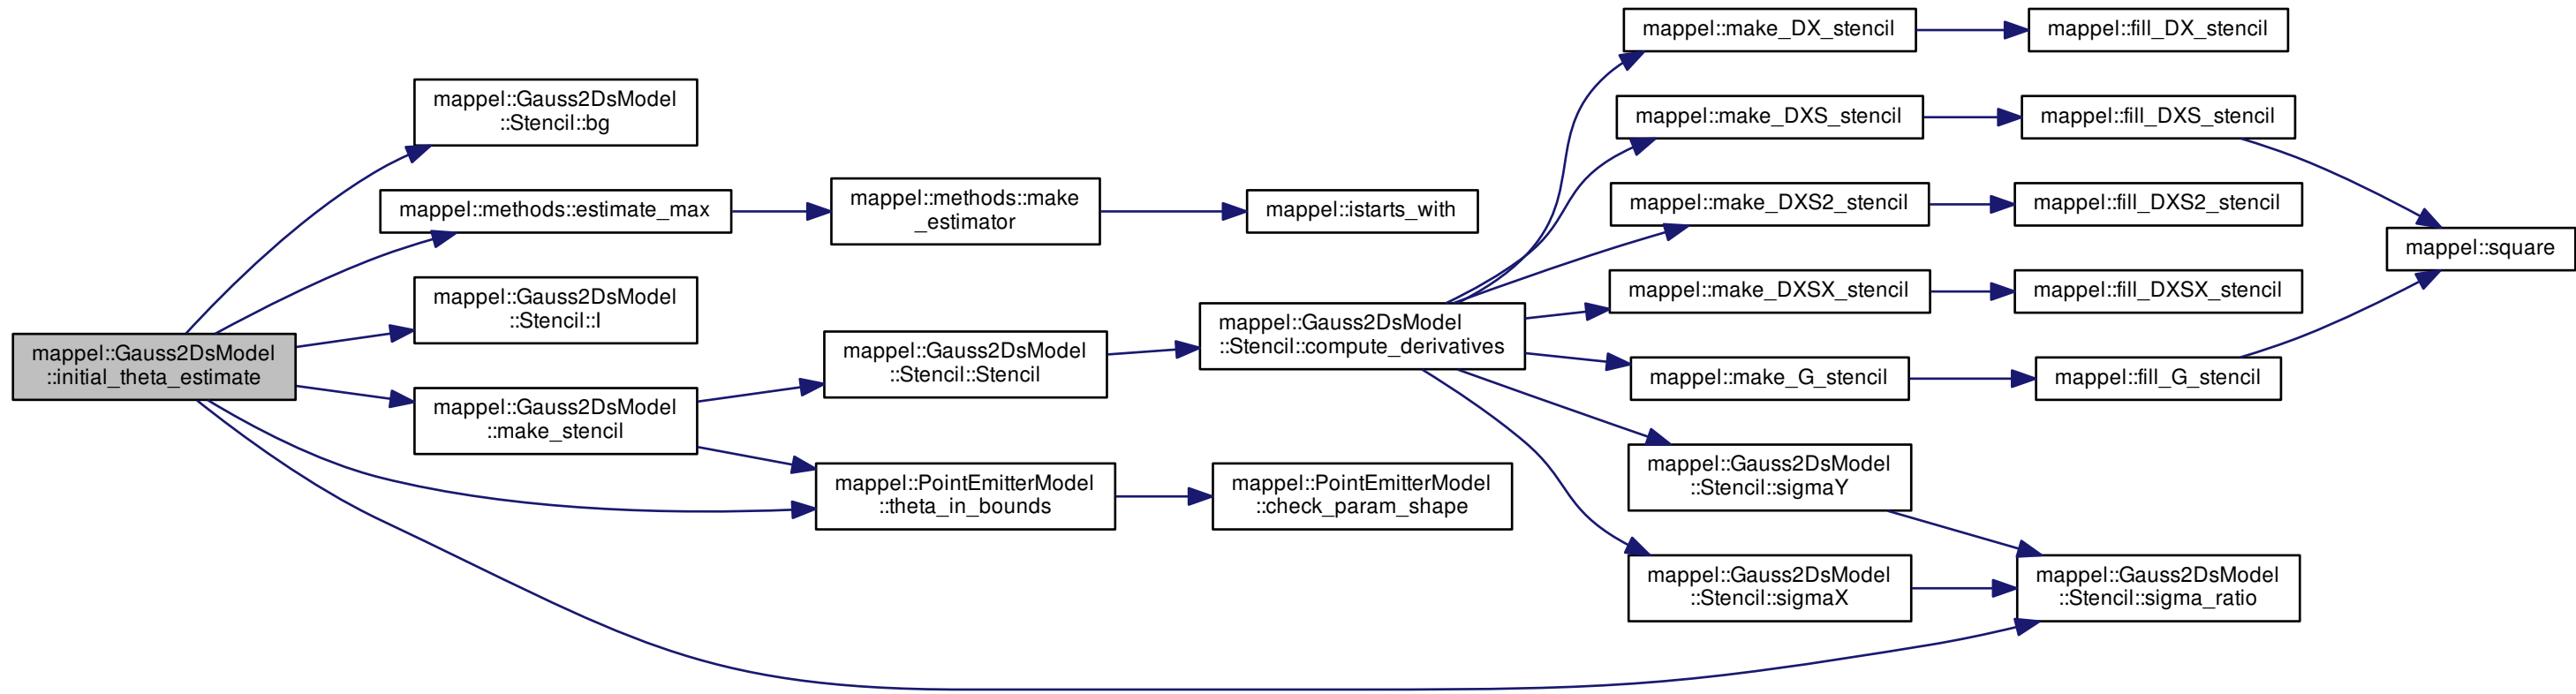 mappel::Gauss2DsModel
::initial_theta_estimate
mappel::Gauss2DsModel
::Stencil::bg
mappel::methods::estimate_max
mappel::Gauss2DsModel
::Stencil::I
mappel::Gauss2DsModel
::make_stencil
mappel::methods::make
_estimator
mappel::Gauss2DsModel
::Stencil::Stencil
mappel::PointEmitterModel
::theta_in_bounds
mappel::istarts_with
mappel::Gauss2DsModel
::Stencil::compute_derivatives
mappel::PointEmitterModel
::check_param_shape
mappel::make_DX_stencil
mappel::make_DXS_stencil
mappel::make_DXS2_stencil
mappel::make_DXSX_stencil
mappel::make_G_stencil
mappel::Gauss2DsModel
::Stencil::sigmaY
mappel::Gauss2DsModel
::Stencil::sigmaX
mappel::fill_DX_stencil
mappel::fill_DXS_stencil
mappel::fill_DXS2_stencil
mappel::fill_DXSX_stencil
mappel::fill_G_stencil
mappel::Gauss2DsModel
::Stencil::sigma_ratio
mappel::square